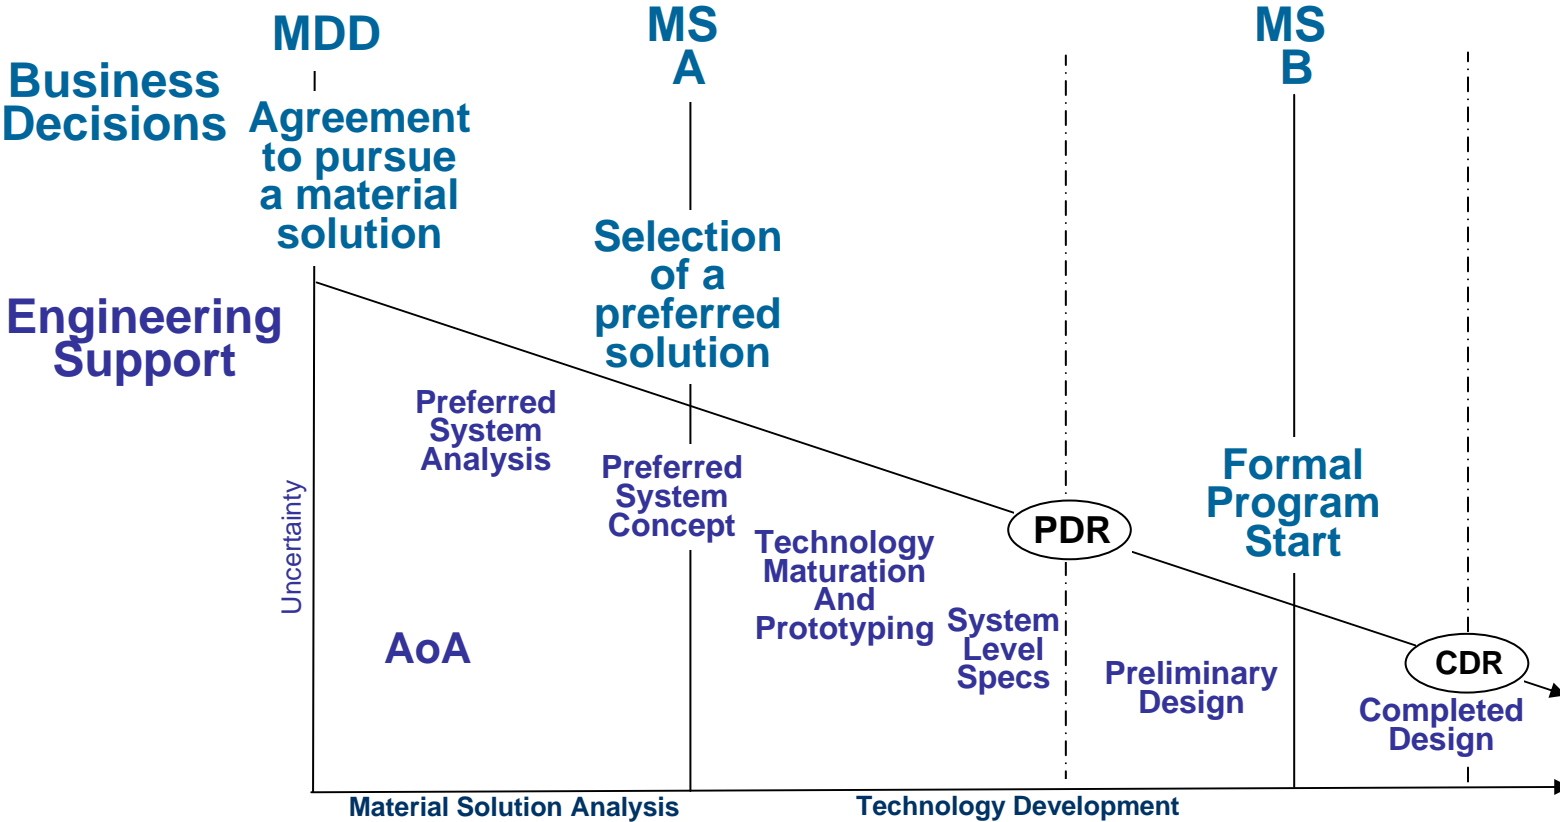 MDD
MS
A
MS
B
Business
Decisions
Agreement
to pursue
a material
solution
Selection
of a
preferred
solution
Formal
Program
Start
Engineering
Support
Uncertainty
Preferred
System
Analysis
AoA
Preferred
System
Concept
Technology
Maturation
And
Prototyping
System
Level
Specs
PDR
Preliminary
Design
CDR
Completed
Design
Material Solution Analysis
Technology Development